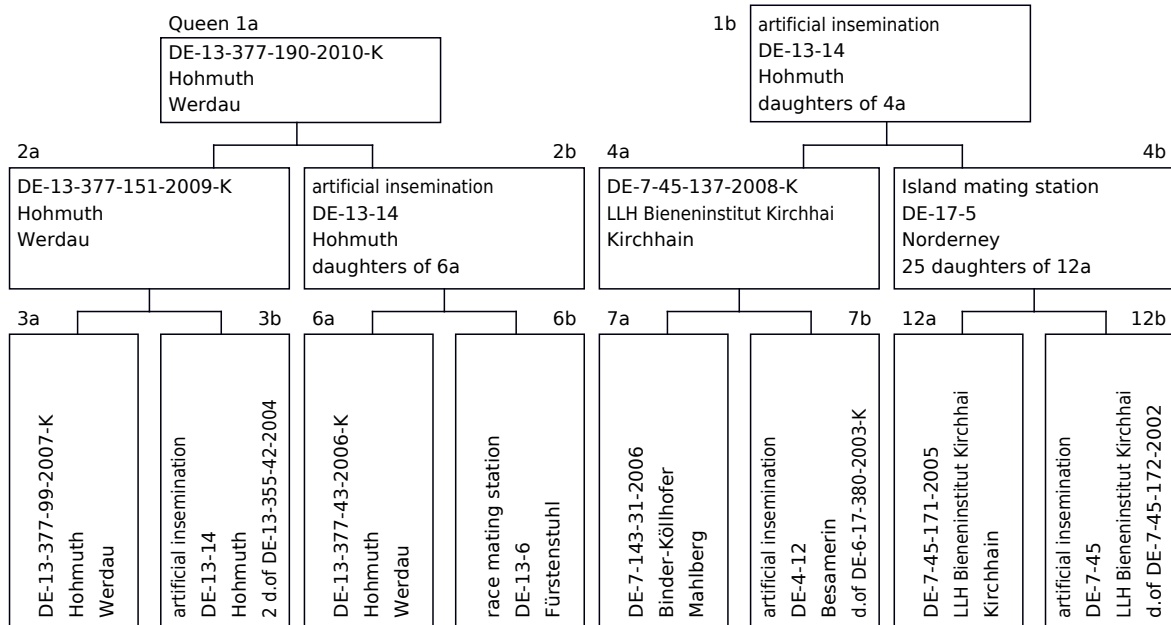 Queen 1a
DE-13-377-190-2010-K
Hohmuth
Werdau
1b
artificial insemination
DE-13-14
Hohmuth
daughters of 4a
2a
DE-13-377-151-2009-K
Hohmuth
Werdau
2b
artificial insemination
DE-13-14
Hohmuth
daughters of 6a
4a
DE-7-45-137-2008-K
LLH Bieneninstitut Kirchhai
Kirchhain
4b
Island mating station
DE-17-5
Norderney
25 daughters of 12a
3a
DE-13-377-99-2007-K
Hohmuth
Werdau
3b
artificial insemination
DE-13-14
Hohmuth
2 d.of DE-13-355-42-2004
6a
DE-13-377-43-2006-K
Hohmuth
Werdau
6b
race mating station
DE-13-6
Fürstenstuhl
7a
DE-7-143-31-2006
Binder-Köllhofer
Mahlberg
7b
artificial insemination
DE-4-12
Besamerin
d.of DE-6-17-380-2003-K
12a
DE-7-45-171-2005
LLH Bieneninstitut Kirchhai
Kirchhain
12b
artificial insemination
DE-7-45
LLH Bieneninstitut Kirchhai
d.of DE-7-45-172-2002